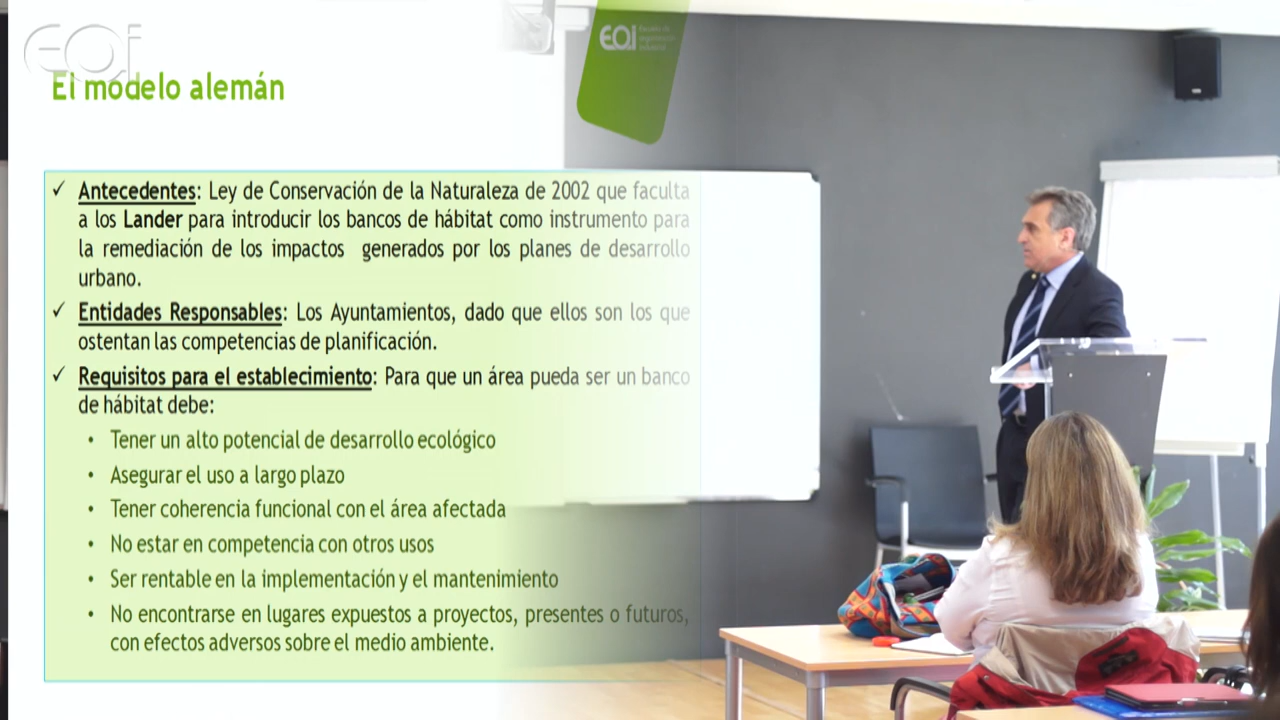 EOi
El modelo alemán
EOi
✓ Antecedentes: Ley de Conservación de la Naturaleza de 2002 que faculta
a los Lander para introducir los bancos de hábitat como instrumento para
la remediación de los impactos generados por los planes de desarrollo
urbano.
✓ Entidades Responsables: Los Ayuntamientos, dado que ellos son los que
ostentan las competencias de planificación.
✓ Requisitos para el establecimiento: Para que un área pueda ser un banco
de hábitat debe:
• Tener un alto potencial de desarrollo ecológico
• Asegurar el uso a largo plazo
• Tener coherencia funcional con el área afectada
• No estar en competencia con otros usos
• Ser rentable en la implementación y el mantenimiento
• No encontrarse en lugares expuestos a proyectos, presentes o futuros,
con efectos adversos sobre el medio ambiente.